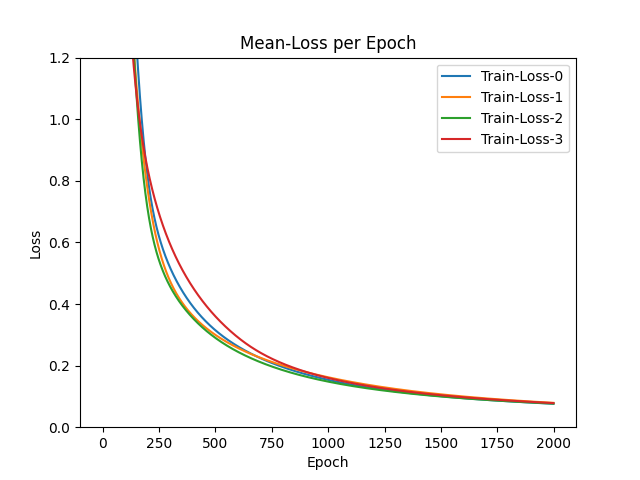 Mean-Loss per Epoch
1.2
1.0
0.8
0.6
0.4
0.2
0.0
Loss
Train-Loss-0
Train-Loss-1
Train-Loss-2
Train-Loss-3
0 250 500 750 1000 1250 1500 1750 2000
Epoch